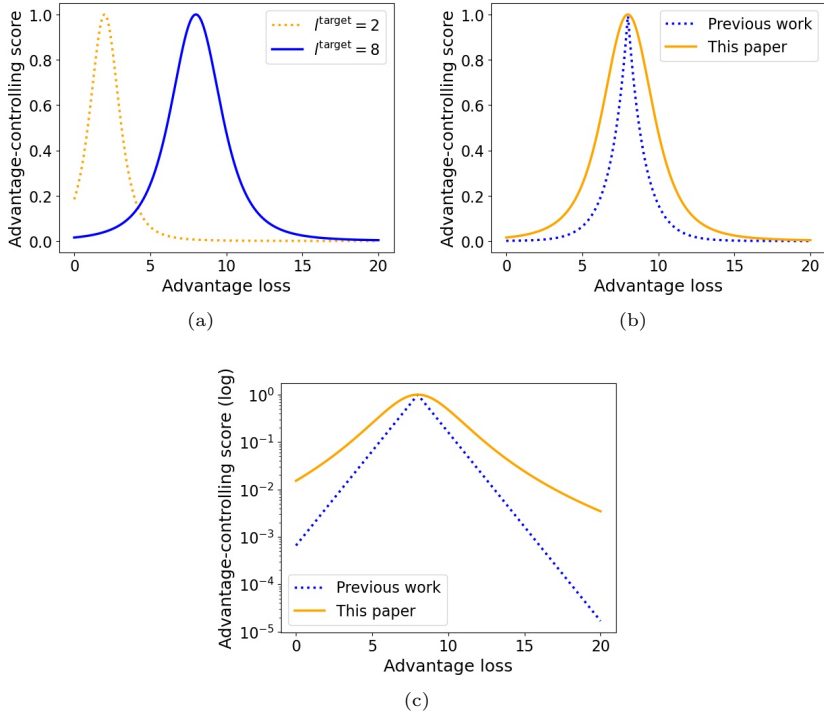 Advantage-controlling score
1.0
0.8
0.6
0.4
0.2
0.0
l^target = 2
l^target = 8
0 5 10 15 20
Advantage loss
(a)
Advantage-controlling score
1.0
0.8
0.6
0.4
0.2
0.0
Previous work
This paper
0 5 10 15 20
Advantage loss
(b)
Advantage-controlling score (log)
10^0
10^-1
10^-2
10^-3
10^-4
10^-5
Previous work
This paper
0 5 10 15 20
Advantage loss
(c)